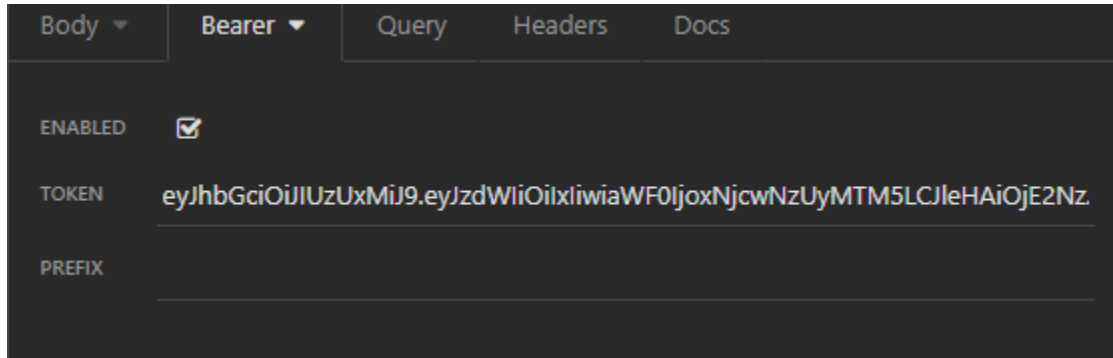 Body Bearer Query Headers Docs
ENABLED
TOKEN eyJhbGciOiJIUzUxMiJ9.eyJzdWIiOiIxIiwiaWF0IjoxNjcwNzUyMTM5LCJleHAiOjE2Nz.
PREFIX